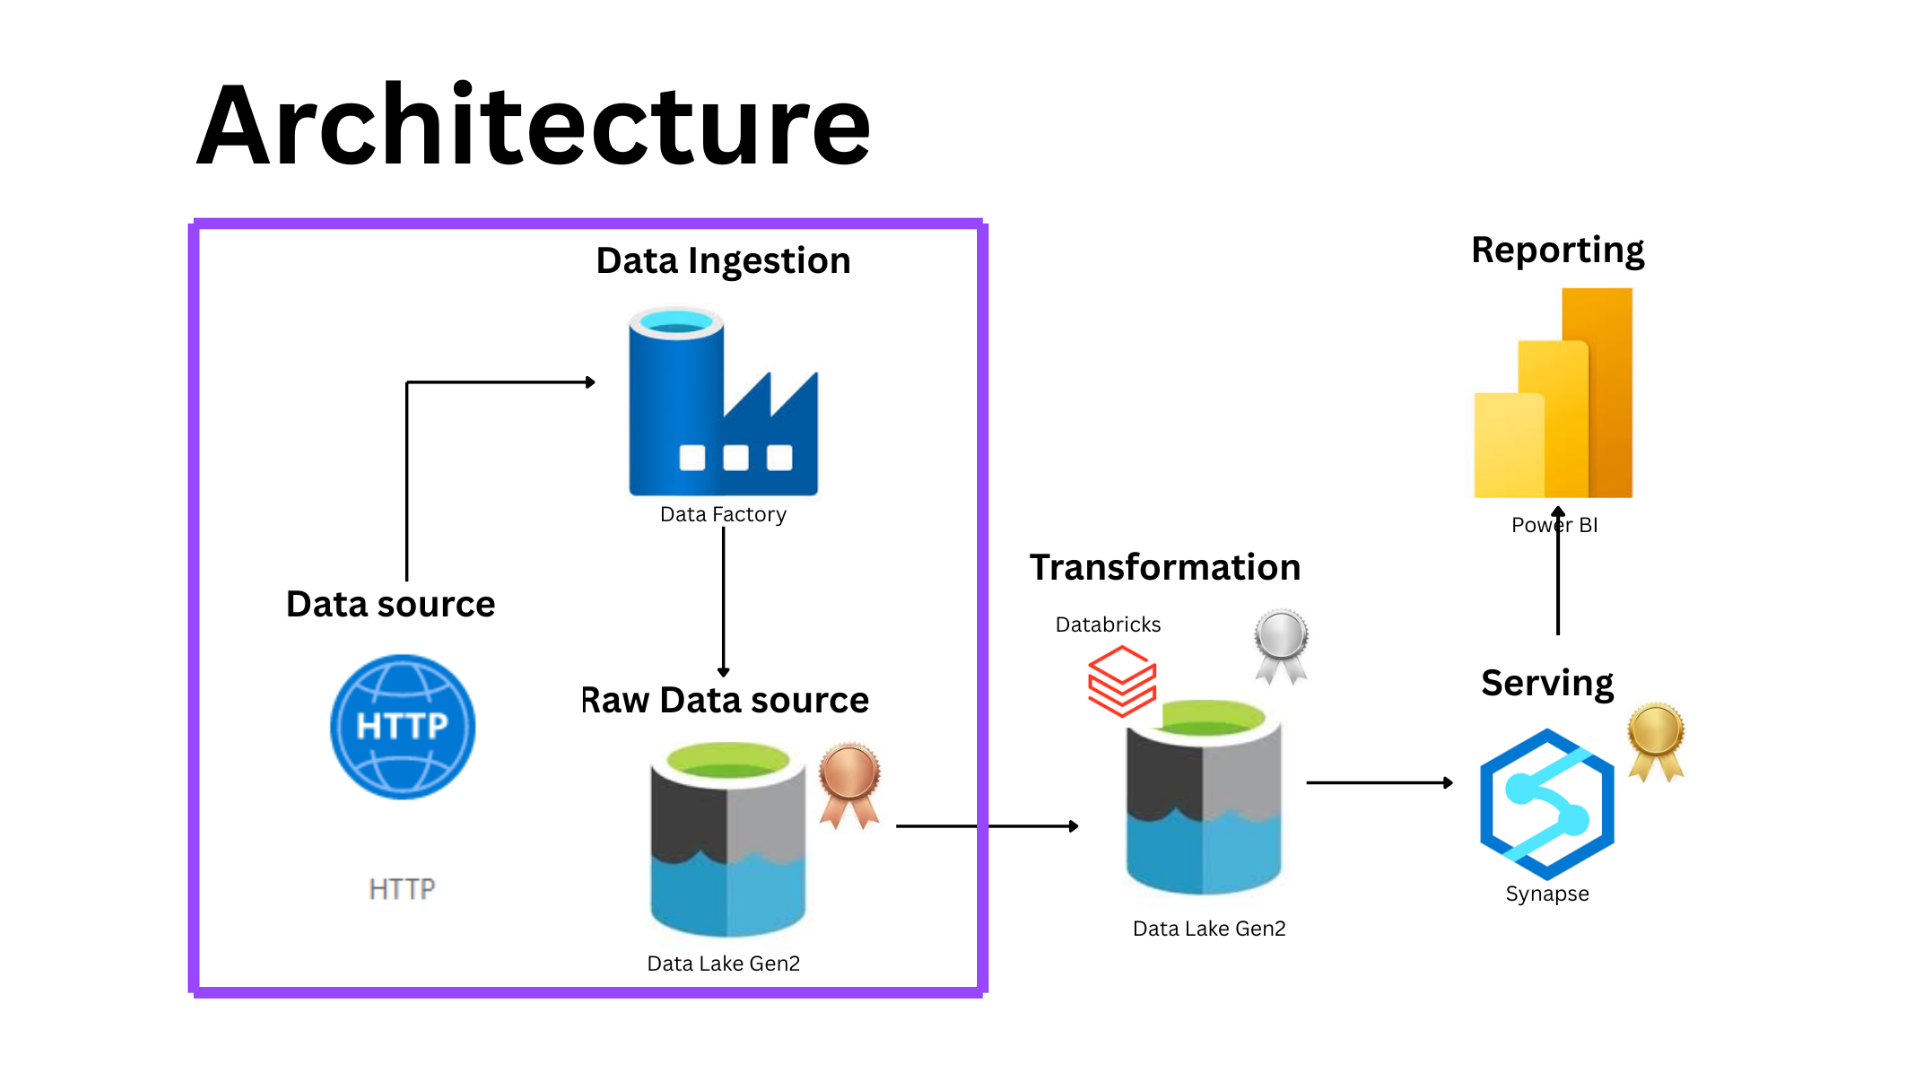 Architecture
Data Ingestion
Data Factory
Data source
HTTP
HTTP
Raw Data source
Data Lake Gen2
Transformation
Databricks
Data Lake Gen2
Reporting
Power BI
Serving
Synapse